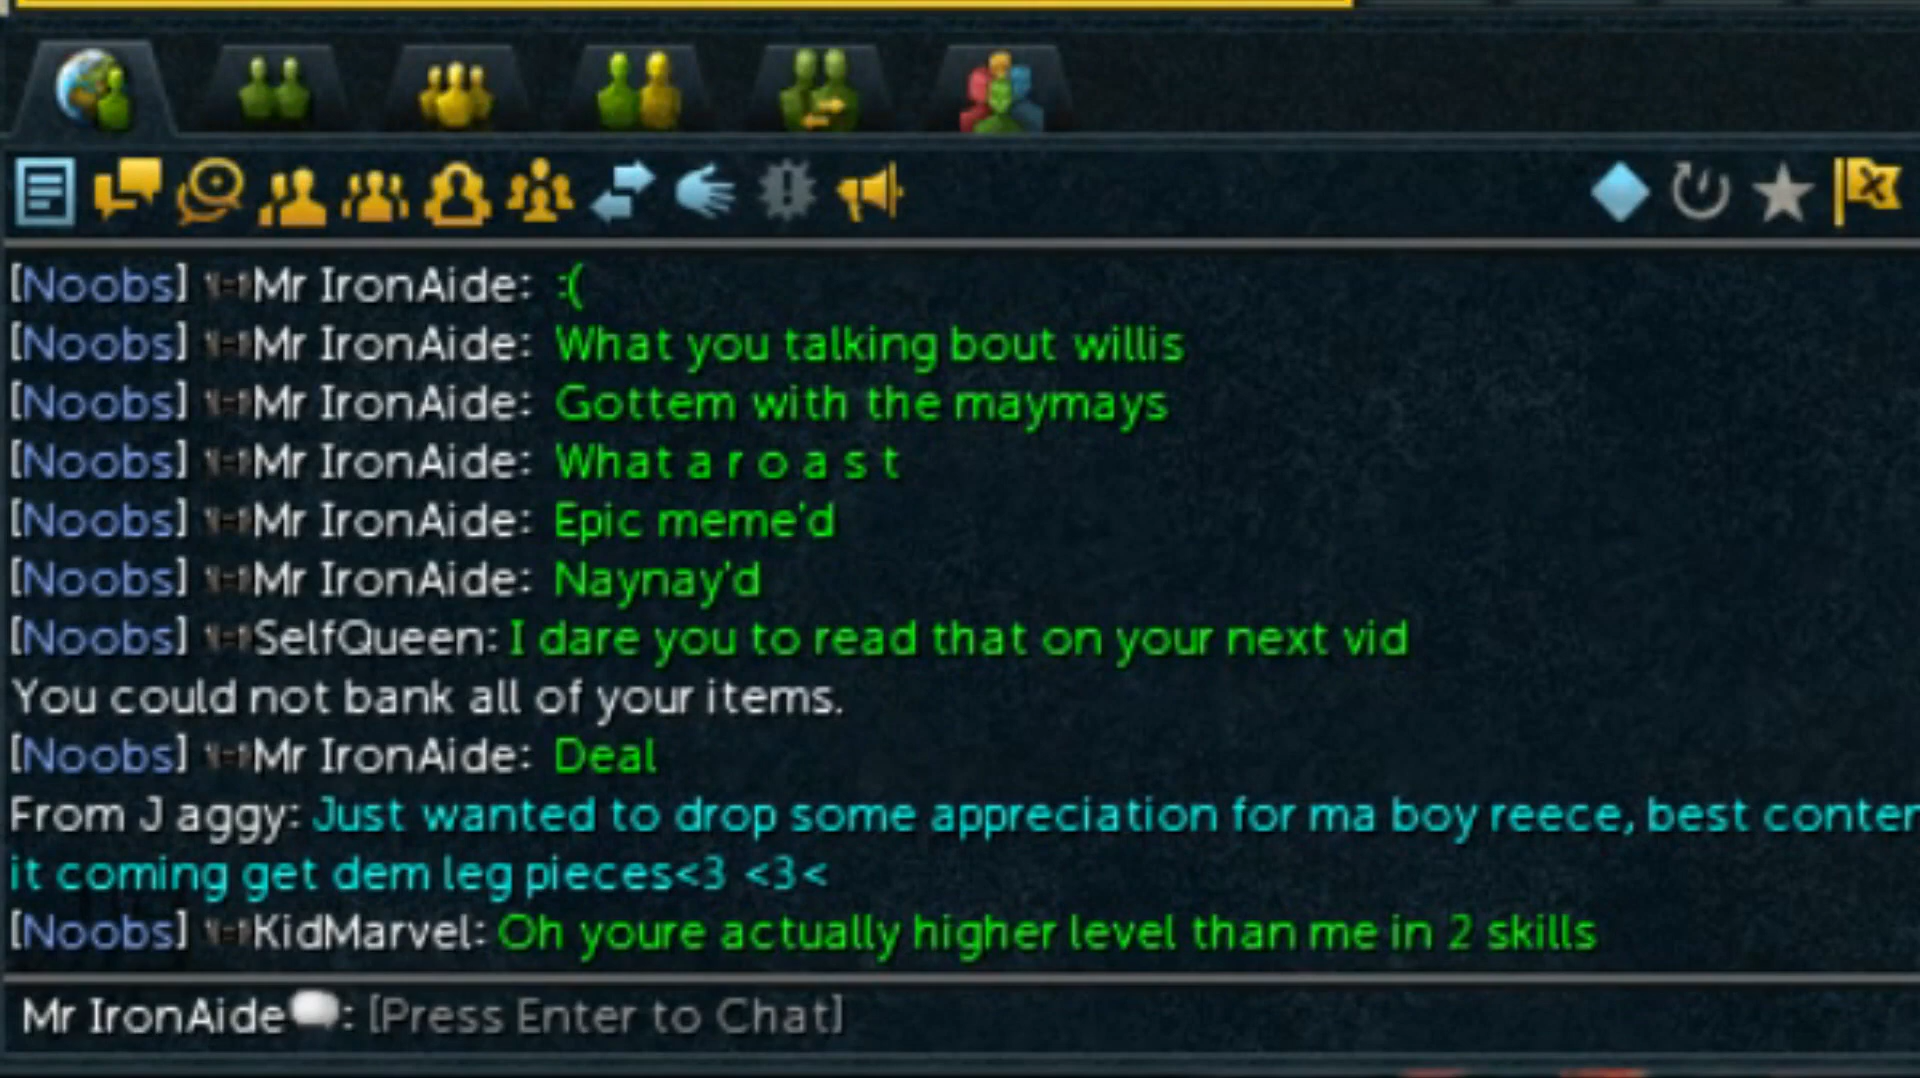 [Noobs] Mr IronAide: :(
[Noobs] Mr IronAide: What you talking bout willis
[Noobs] Mr IronAide: Gottem with the maymays
[Noobs] Mr IronAide: What a r o a s t
[Noobs] Mr IronAide: Epic meme'd
[Noobs] Mr IronAide: Naynay'd
[Noobs] SelfQueen: I dare you to read that on your next vid
You could not bank all of your items.
[Noobs] Mr IronAide: Deal
From J aggy: Just wanted to drop some appreciation for ma boy reece, best
it coming get dem leg pieces<3 <3<
[Noobs] KidMarvel: Oh youre actually higher level than me in 2 skills
Mr IronAide: [Press Enter to Chat]